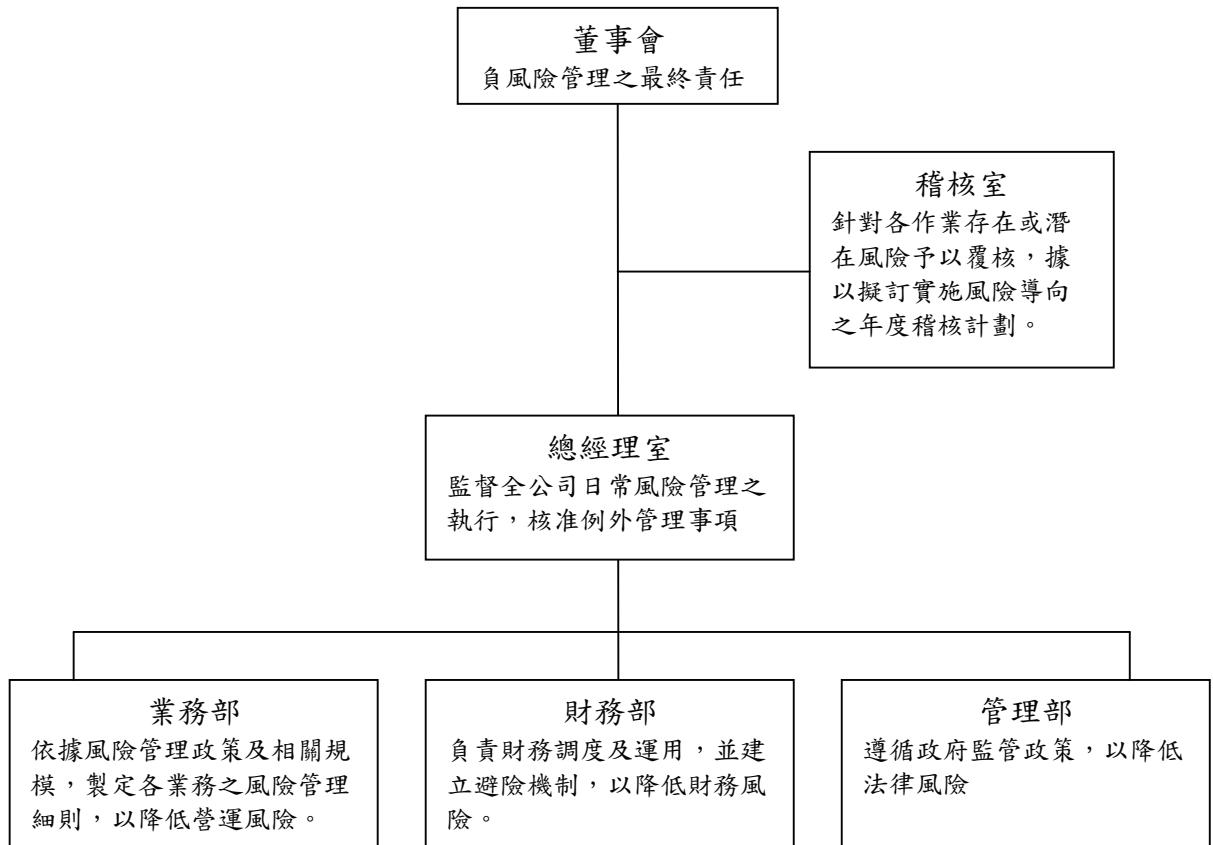 董事會
負風險管理之最終責任
稽核室
針對各作業存在或潛
在風險予以覆核，據
以擬訂實施風險導向
之年度稽核計劃。
總經理室
監督全公司日常風險管理之
執行，核准例外管理事項
業務部
依據風險管理政策及相關規
模，製定各業務之風險管理
細則，以降低營運風險。
財務部
負責財務調度及運用，並建
立避險機制，以降低財務風
險。
管理部
遵循政府監管政策，以降低
法律風險